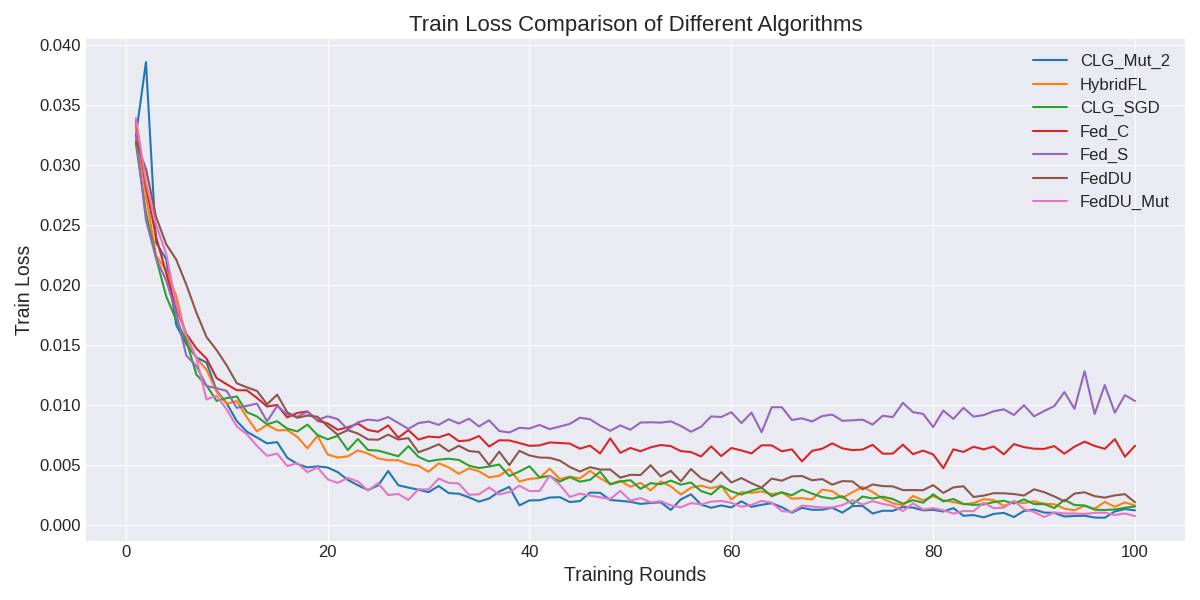 Train Loss Comparison of Different Algorithms
Train Loss
0.040
0.035
0.030
0.025
0.020
0.015
0.010
0.005
0.000
CLG_Mut_2
HybridFL
CLG_SGD
Fed_C
Fed_S
FedDU
FedDU_Mut
0 20 40 60 80 100
Training Rounds